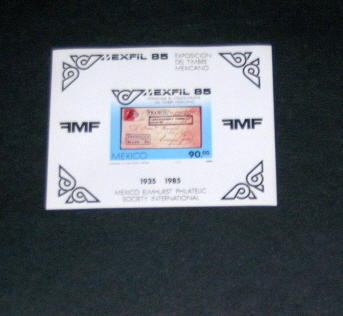 MEXFIL 85
EXPOSICION
DEL TIMBRE
MEXICANO
MEXFIL 85
FMF
FMF
MEXICO
90.00
1935 1985
MEXICO ELMHURST PHILATELIC
SOCIETY INTERNATIONAL